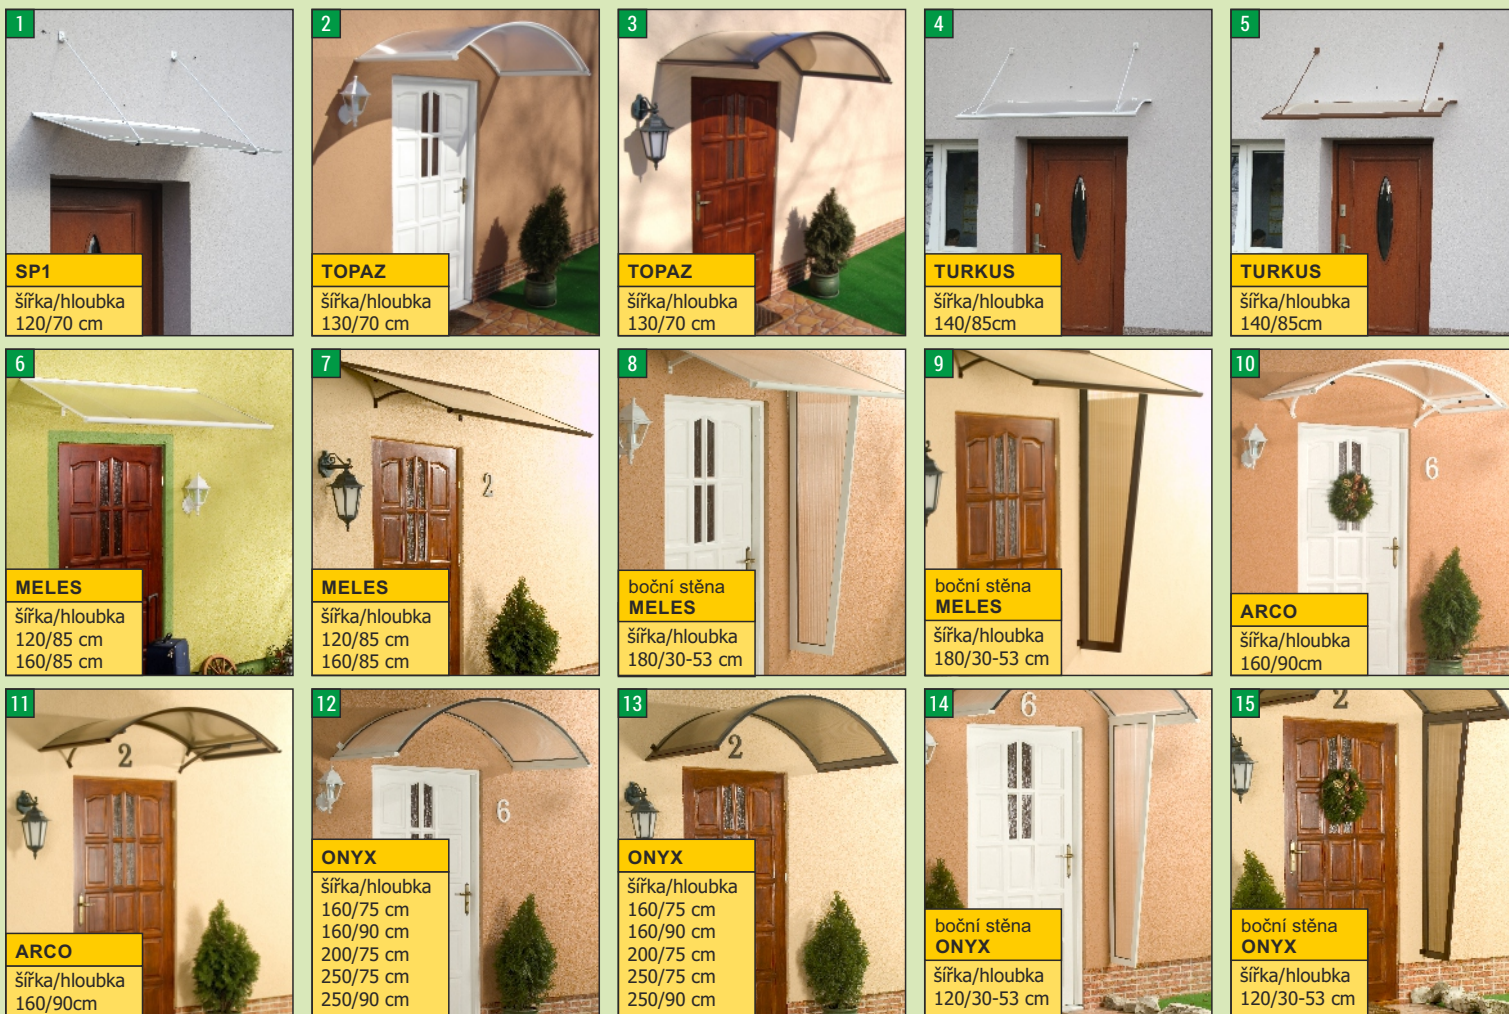 1
SP1
šířka/hloubka
120/70 cm
2
TOPAZ
šířka/hloubka
130/70 cm
3
TOPAZ
šířka/hloubka
130/70 cm
4
TURKUS
šířka/hloubka
140/85cm
5
TURKUS
šířka/hloubka
140/85cm
6
MELES
šířka/hloubka
120/85 cm
160/85 cm
7
2
MELES
šířka/hloubka
120/85 cm
160/85 cm
8
boční stěna
MELES
šířka/hloubka
180/30-53 cm
9
boční stěna
MELES
šířka/hloubka
180/30-53 cm
10
6
ARCO
šířka/hloubka
160/90cm
11
2
ARCO
šířka/hloubka
160/90cm
12
6
ONYX
šířka/hloubka
160/75 cm
160/90 cm
200/75 cm
250/75 cm
250/90 cm
13
2
ONYX
šířka/hloubka
160/75 cm
160/90 cm
200/75 cm
250/75 cm
250/90 cm
14
6
boční stěna
ONYX
šířka/hloubka
120/30-53 cm
15
2
boční stěna
ONYX
šířka/hloubka
120/30-53 cm